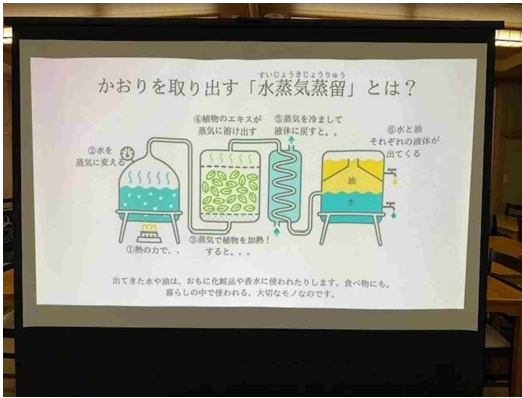 すいじょうきじょうりゅう
かおりを取り出す「水蒸気蒸留」とは？
④植物のエキスが
蒸気に溶け出す
⑤蒸気を冷まして
液体に戻すと。。
⑥水と油
それぞれの液体が
出てくる
②水を
蒸気に変える
油
水
①熱の力で、、
③蒸気で植物を加熱！
すると。。。
出てきた水や油は、おもに化粧品や香水に使われたりします。食べ物にも。
暮らしの中で使われる、大切なモノなのです。